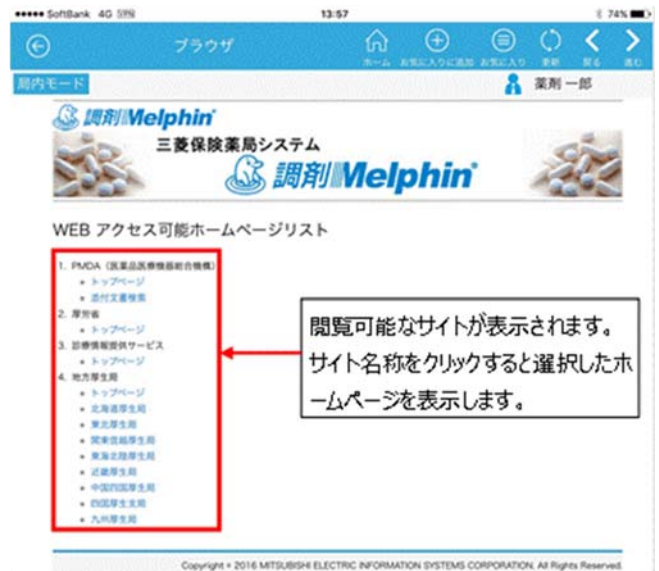 SoftBank 4G
13:57
74%
ブラウザ
ホーム お気に入りに追加 お気に入り 更新 戻る 進む
局内モード
薬剤 一郎
調剤Melphin
三菱保険薬局システム
調剤Melphin
WEB アクセス可能ホームページリスト
1. PMDA（医薬品医療機器総合機構）
トップページ
添付文書検索
2. 厚労省
トップページ
3. 診療情報提供サービス
トップページ
4. 地方厚生局
トップページ
北海道厚生局
東北厚生局
関東信越厚生局
東海北陸厚生局
近畿厚生局
中国四国厚生局
四国厚生支局
九州厚生局
閲覧可能なサイトが表示されます。
サイト名称をクリックすると選択したホ
ームページを表示します。
Copyright • 2016 MITSUBISHI ELECTRIC INFORMATION SYSTEMS CORPORATION. All Rights Reserved.